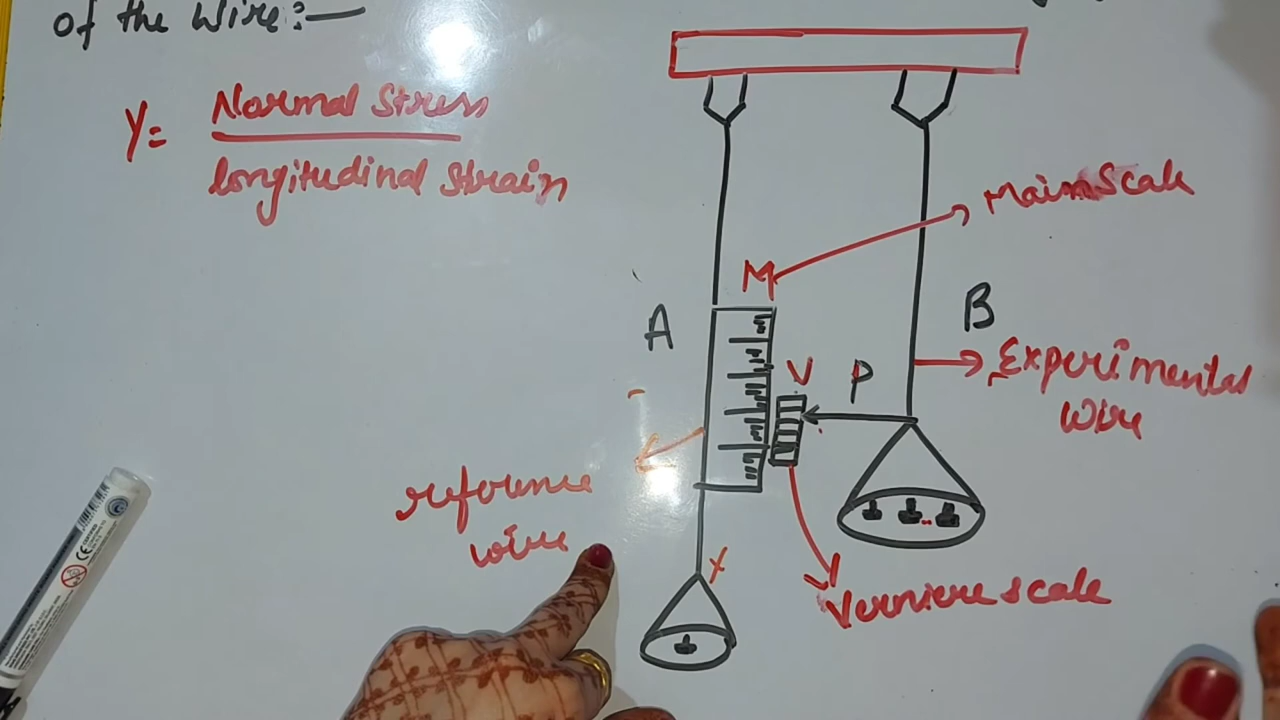 of the Wire:—
Y= Normal Stress
longitudinal Strain
Main Scale
M
A
B
V
P
Experimental
Wire
reference
wire
X
Verniere scale